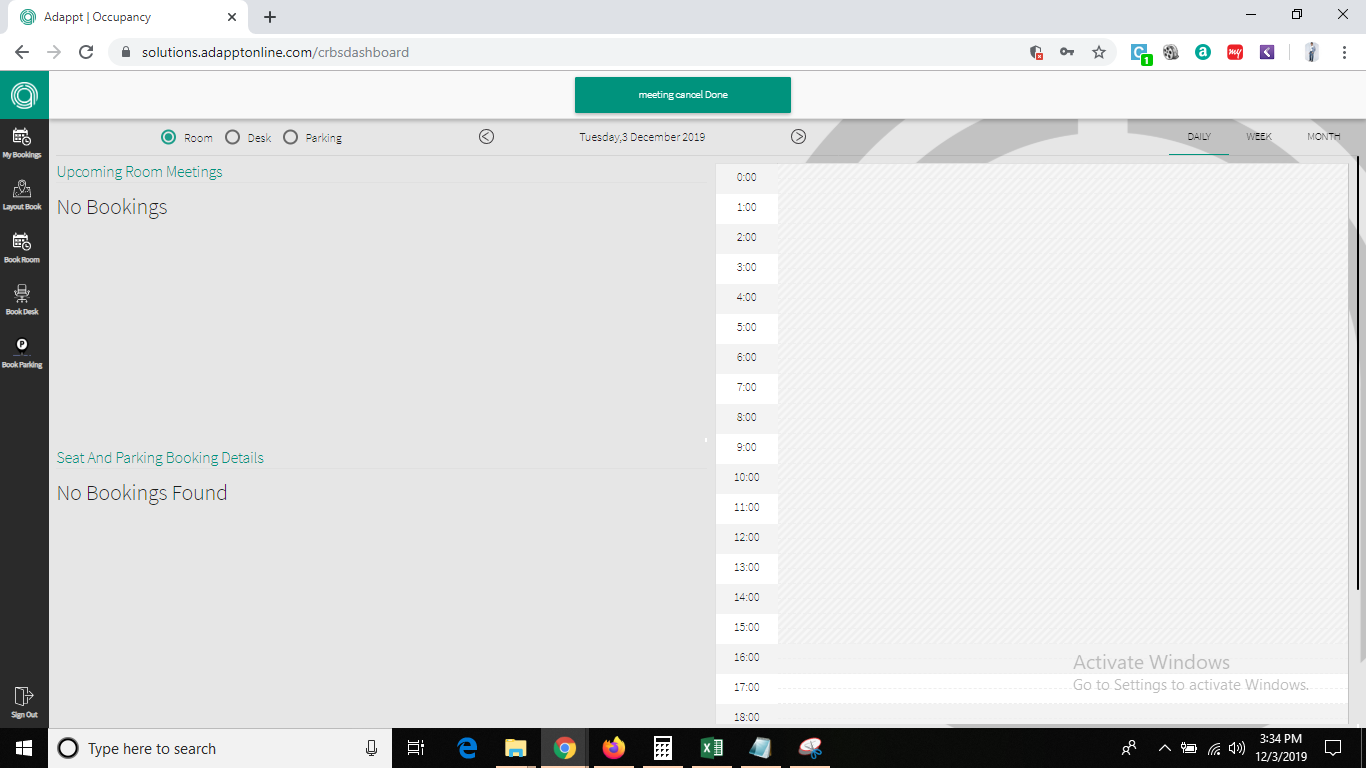 Adappt | Occupancy
solutions.adapptonline.com/crbsdashboard
1
my
meeting cancel Done
My Bookings
Layout Book
Book Room
Book Desk
P
Book Parking
Sign Out
Room
Desk
Parking
Tuesday,3 December 2019
DAILY
WEEK
MONTH
Upcoming Room Meetings
No Bookings
Seat And Parking Booking Details
No Bookings Found
0:00
1:00
2:00
3:00
4:00
5:00
6:00
7:00
8:00
9:00
10:00
11:00
12:00
13:00
14:00
15:00
16:00
17:00
18:00
Activate Windows
Go to Settings to activate Windows.
Type here to search
3:34 PM
12/3/2019